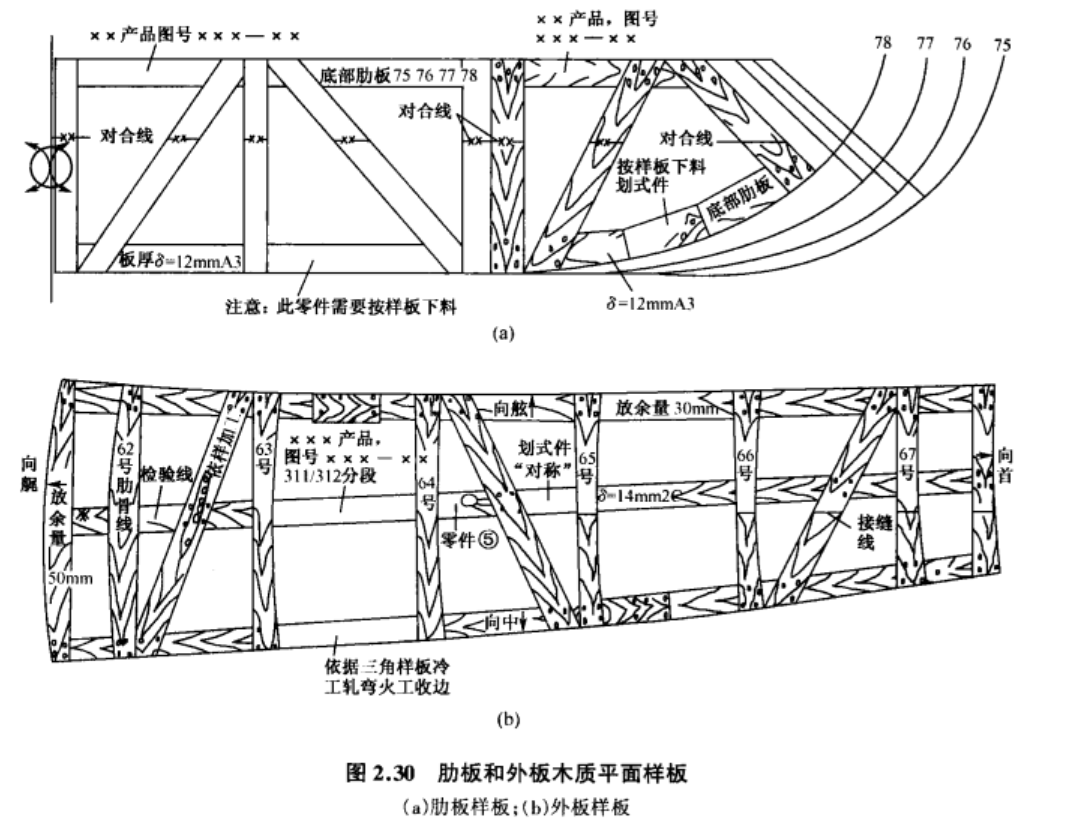 ××产品图号×××—××
××产品，图号
×××—××
78
77
76
75
底部肋板 75 76 77 78
对合线
××
对合线
××
××
××
××
××
××
对合线
按样板下料
划式件
底部肋板
板厚δ=12mmA3
δ=12mmA3
注意：此零件需要按样板下料
(a)
向艉
放余量
50mm
62号肋骨线
检验线
依样加工
63号
×××产品，
图号×××—××
311/312分段
64号
向舷
零件⑤
划式件
“对称”
65号
放余量 30mm
δ=14mm2C
66号
67号
接缝线
向首
向中
依据三角样板冷
工轧弯火工收边
(b)
图 2.30　肋板和外板木质平面样板
(a)肋板样板;(b)外板样板